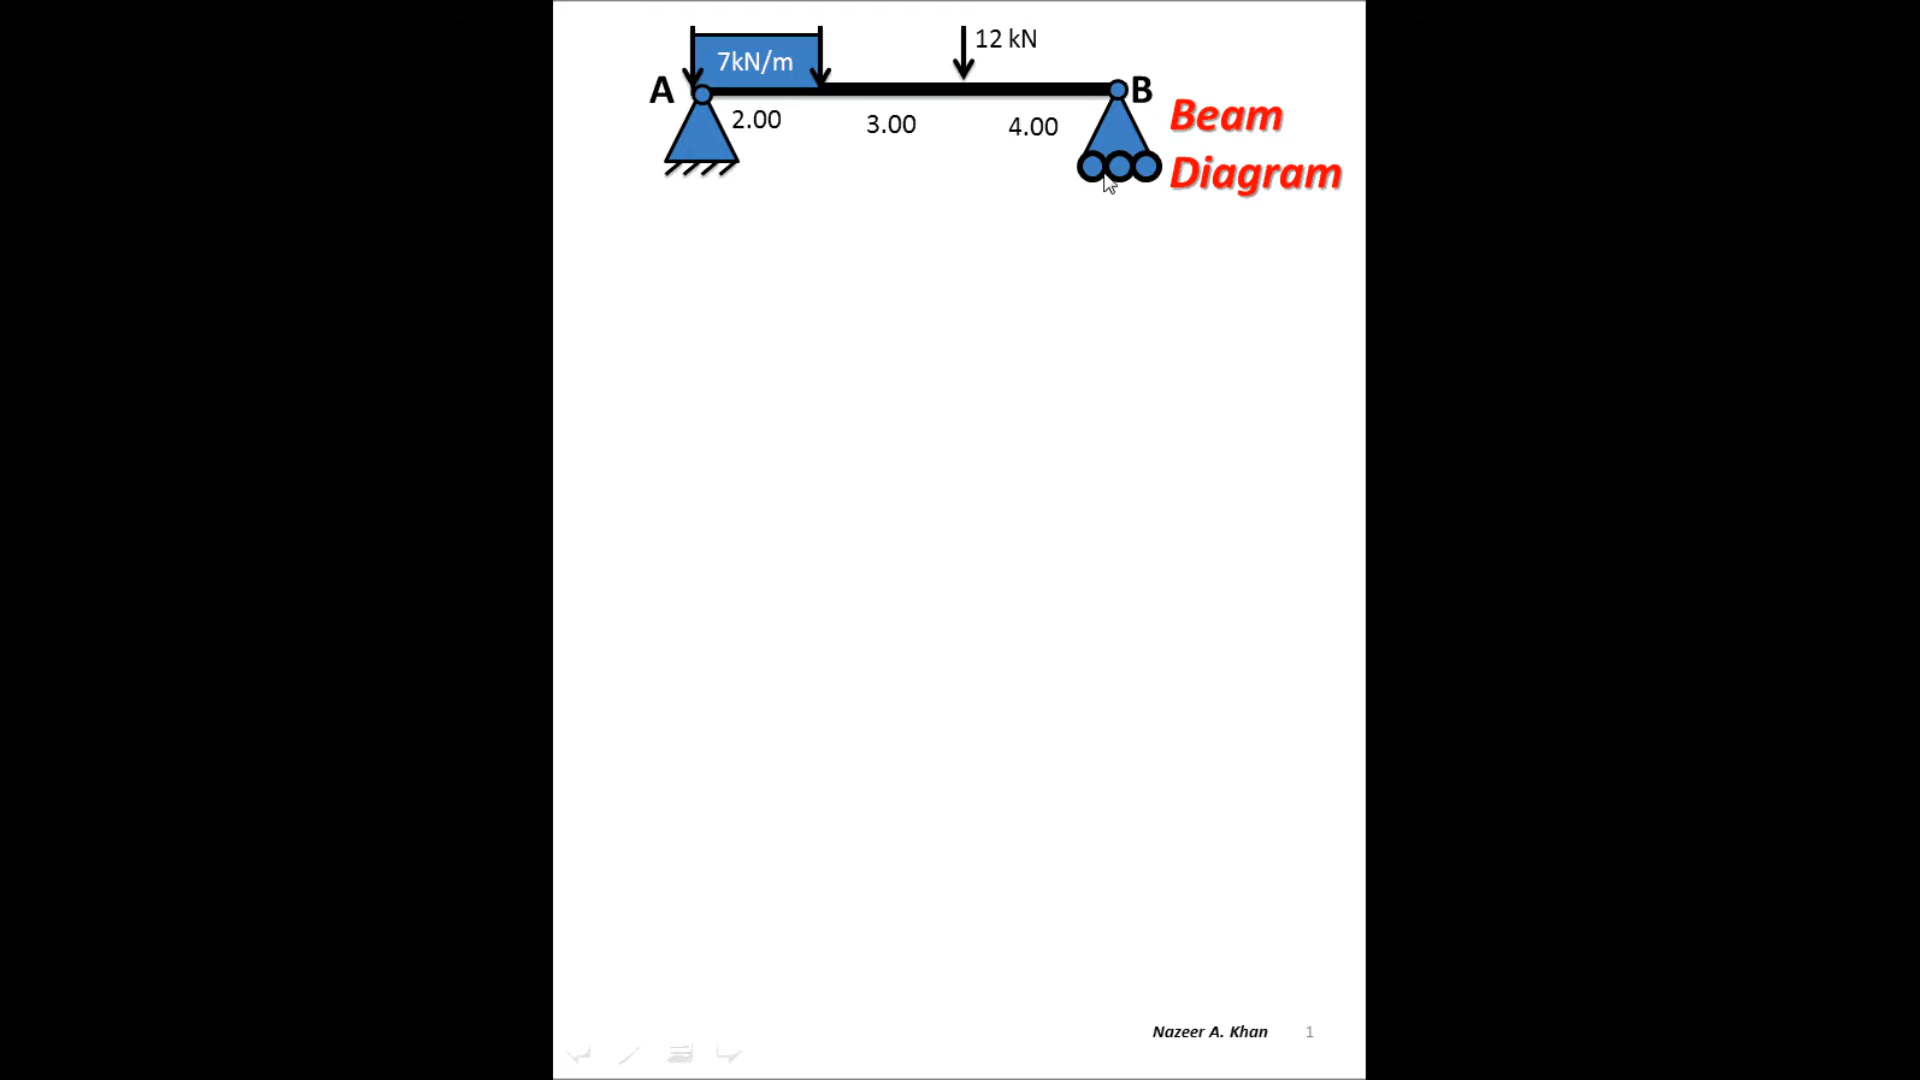 12 kN
7kN/m
A
B
2.00
3.00
4.00
Beam
Diagram
Nazeer A. Khan
1